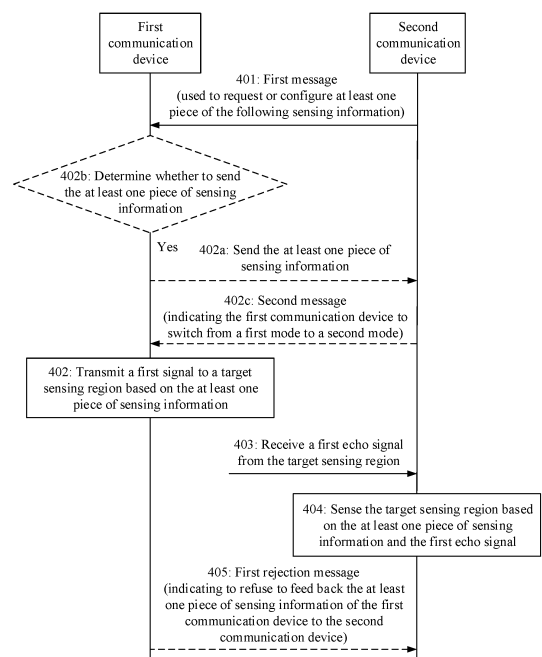 First
communication
device
Second
communication
device
401: First message
(used to request or configure at least one
piece of the following sensing information)
402b: Determine whether to send
the at least one piece of sensing
information
Yes
402a: Send the at least one piece of
sensing information
402c: Second message
(indicating the first communication device to
switch from a first mode to a second mode)
402: Transmit a first signal to a target
sensing region based on the at least one
piece of sensing information
403: Receive a first echo signal
from the target sensing region
404: Sense the target sensing region based
on the at least one piece of sensing
information and the first echo signal
405: First rejection message
(indicating to refuse to feed back the at least
one piece of sensing information of the first
communication device to the second
communication device)